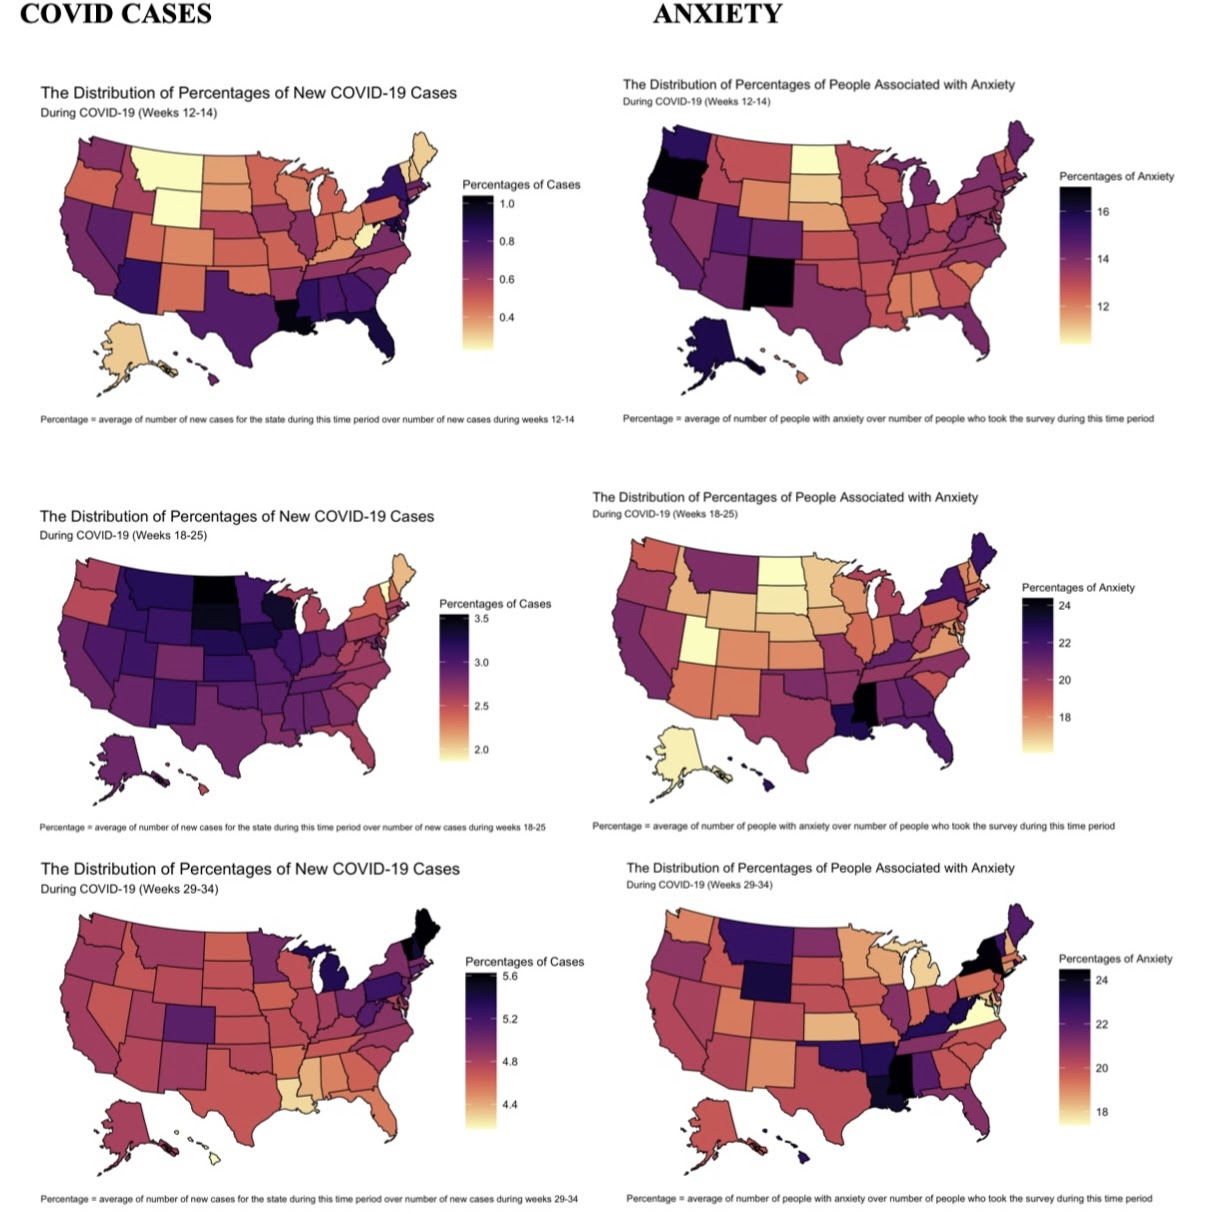 COVID CASES
ANXIETY
The Distribution of Percentages of New COVID-19 Cases
During COVID-19 (Weeks 12-14)
Percentages of Cases
1.0
0.8
0.6
0.4
Percentage = average of number of new cases for the state during this time period over number of new cases during weeks 12-14
The Distribution of Percentages of People Associated with Anxiety
During COVID-19 (Weeks 12-14)
Percentages of Anxiety
16
14
12
Percentage = average of number of people with anxiety over number of people who took the survey during this time period
The Distribution of Percentages of New COVID-19 Cases
During COVID-19 (Weeks 18-25)
Percentages of Cases
3.5
3.0
2.5
2.0
Percentage = average of number of new cases for the state during this time period over number of new cases during weeks 18-25
The Distribution of Percentages of People Associated with Anxiety
During COVID-19 (Weeks 18-25)
Percentages of Anxiety
24
22
20
18
Percentage = average of number of people with anxiety over number of people who took the survey during this time period
The Distribution of Percentages of New COVID-19 Cases
During COVID-19 (Weeks 29-34)
Percentages of Cases
5.6
5.2
4.8
4.4
Percentage = average of number of new cases for the state during this time period over number of new cases during weeks 29-34
The Distribution of Percentages of People Associated with Anxiety
During COVID-19 (Weeks 29-34)
Percentages of Anxiety
24
22
20
18
Percentage = average of number of people with anxiety over number of people who took the survey during this time period